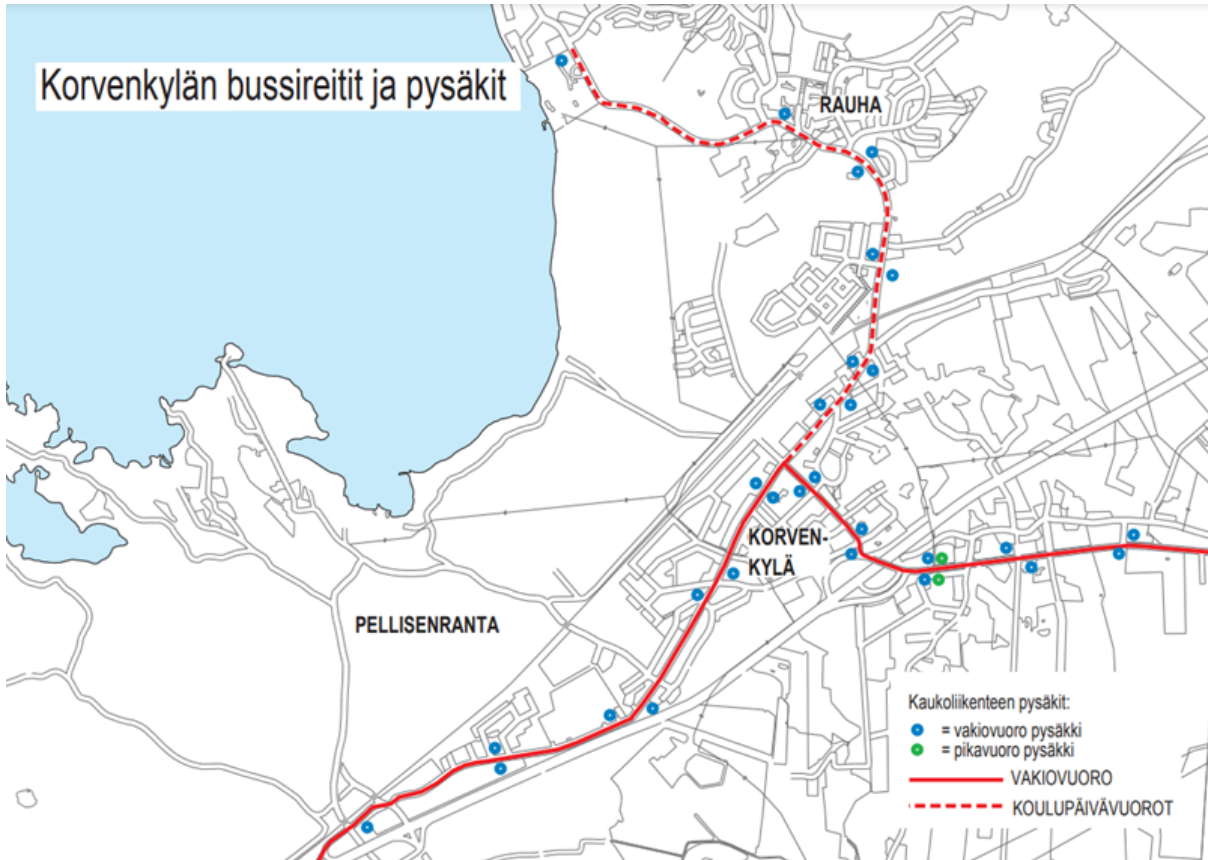 Korvenkylän bussireitit ja pysäkit
RAUHA
KORVEN-
KYLÄ
PELLISENRANTA
Kaukoliikenteen pysäkit:
= vakiovuoro pysäkki
= pikavuoro pysäkki
VAKIOVUORO
KOULUPÄIVÄVUOROT